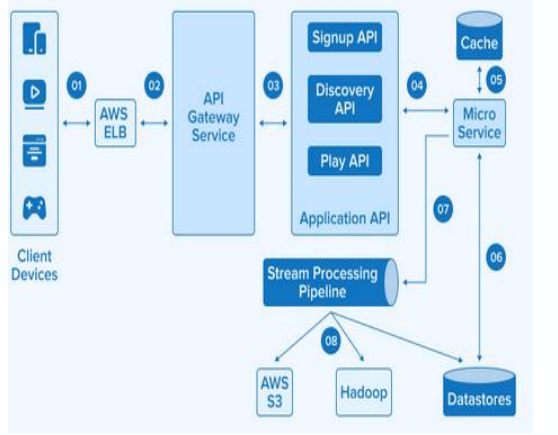 Signup API
Cache
01
02
03
04
05
AWS
ELB
API
Gateway
Service
Discovery
API
Micro
Service
Play API
Application API
07
Client
Devices
06
Stream Processing
Pipeline
08
AWS
S3
Hadoop
Datastores